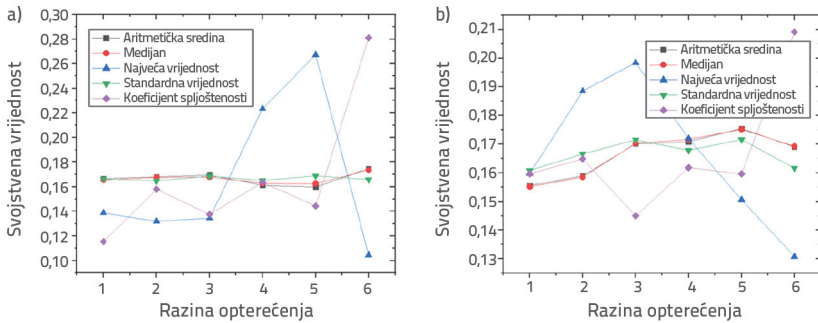 a)
0,30
0,28
0,26
0,24
0,22
0,20
0,18
0,16
0,14
0,12
0,10
Svojstvena vrijednost
Aritmetička sredina
Medijan
Najveća vrijednost
Standardna vrijednost
Koeficijent spljoštenosti
1 2 3 4 5 6
Razina opterećenja
b)
0,21
0,20
0,19
0,18
0,17
0,16
0,15
0,14
0,13
Svojstvena vrijednost
Aritmetička sredina
Medijan
Najveća vrijednost
Standardna vrijednost
Koeficijent spljoštenosti
1 2 3 4 5 6
Razina opterećenja